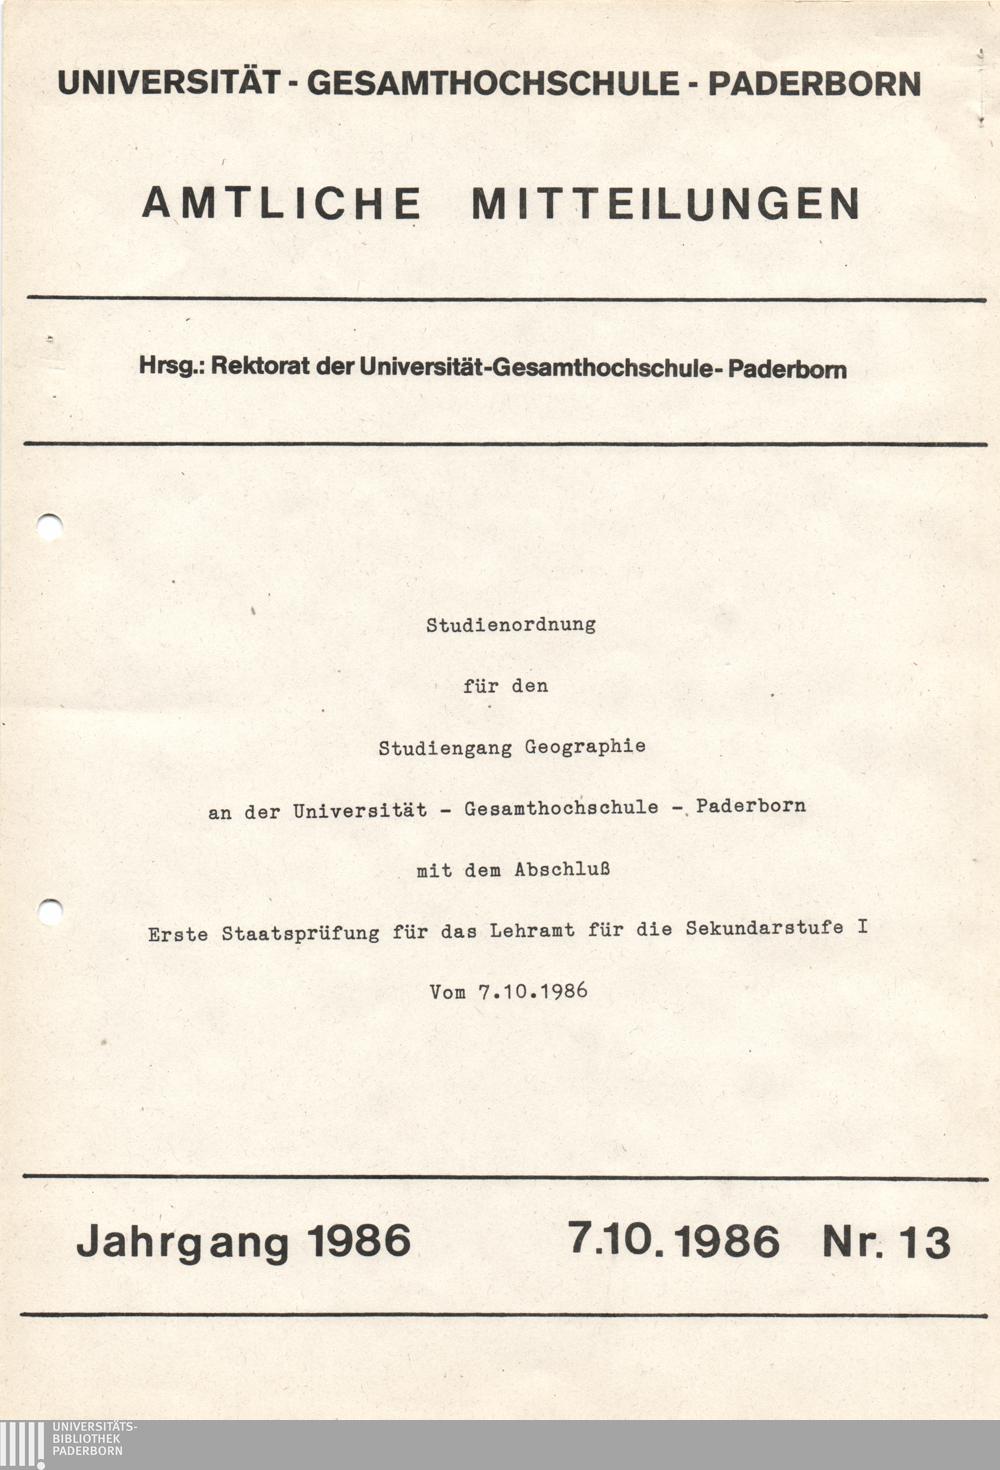 UNIVERSITÄT - GESAMTHOCHSCHULE - PADERBORN
AMTLICHE MITTEILUNGEN
Hrsg.: Rektorat der Universität-Gesamthochschule- Paderborn
Studienordnung
für den
Studiengang Geographie
an der Universität - Gesamthochschule - Paderborn
mit dem Abschluß
Erste Staatsprüfung für das Lehramt für die Sekundarstufe I
Vom 7.10.1986
Jahrgang 1986 7.10.1986 Nr. 13
UNIVERSITÄTS-
BIBLIOTHEK
PADERBORN